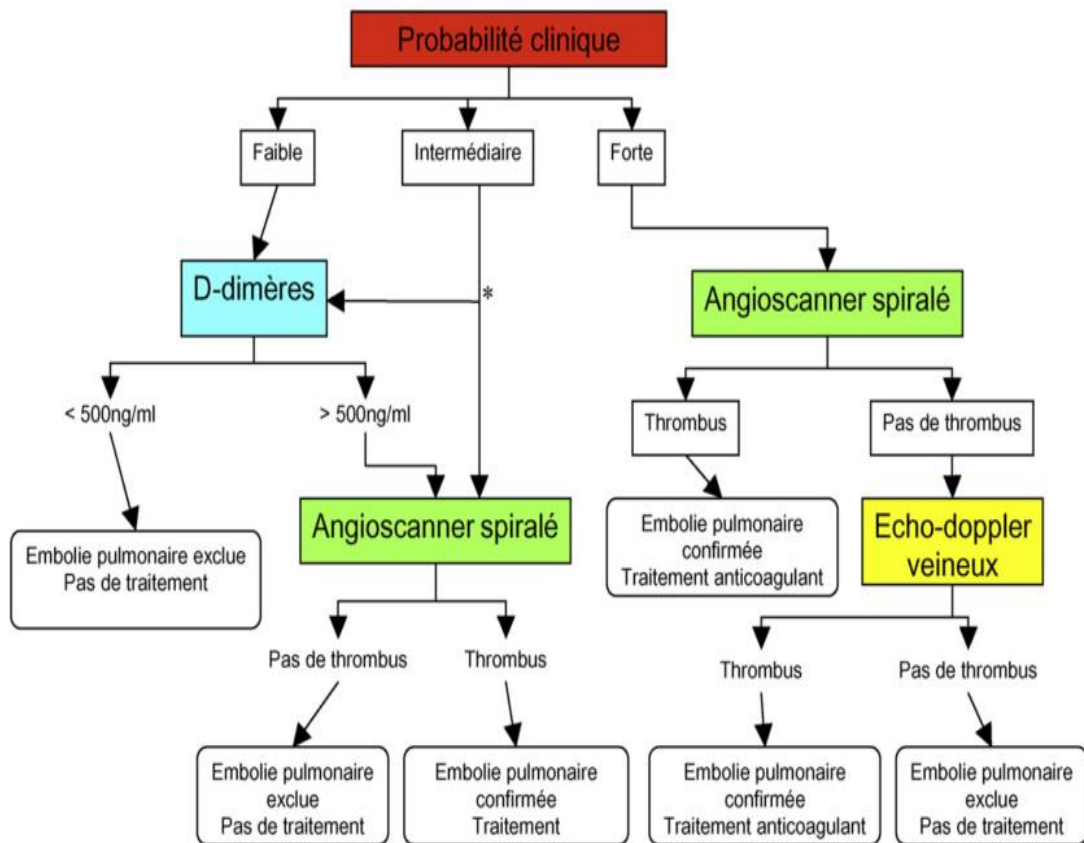 Probabilité clinique
Faible
Intermédiaire
Forte
D-dimères
*
Angioscanner spiralé
< 500ng/ml
> 500ng/ml
Thrombus
Pas de thrombus
Angioscanner spiralé
Embolie pulmonaire
confirmée
Traitement anticoagulant
Echo-doppler
veineux
Embolie pulmonaire exclue
Pas de traitement
Pas de thrombus
Thrombus
Thrombus
Pas de thrombus
Embolie pulmonaire
exclue
Pas de traitement
Embolie pulmonaire
confirmée
Traitement
Embolie pulmonaire
confirmée
Traitement anticoagulant
Embolie pulmonaire
exclue
Pas de traitement